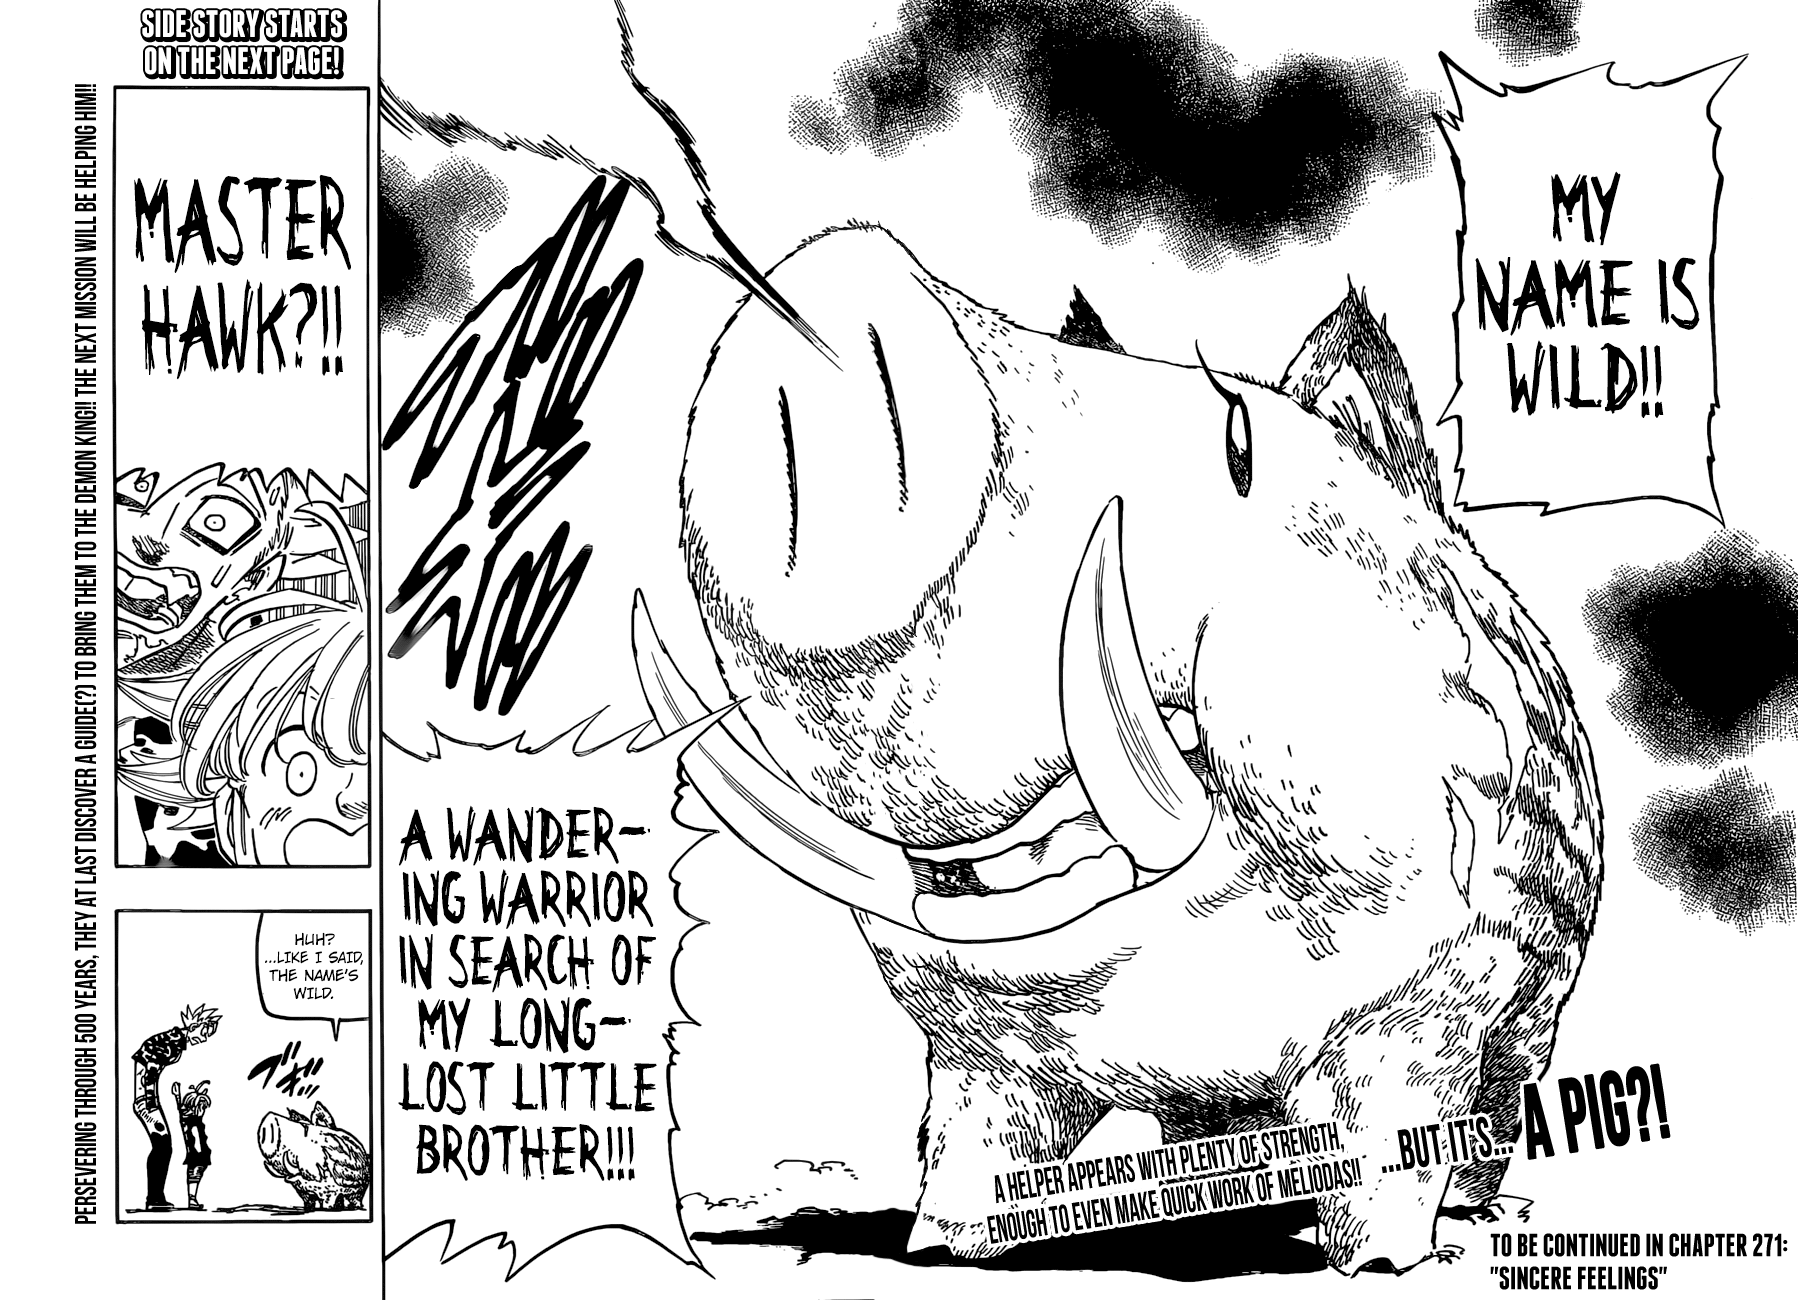 MY
NAME IS
WILD!!
A WANDER-
ING WARRIOR
IN SEARCH OF
MY LONG-
LOST LITTLE
BROTHER!!!
A HELPER APPEARS WITH PLENTY OF STRENGTH,
ENOUGH TO EVEN MAKE QUICK WORK OF MELIODAS!!
...BUT IT'S... A PIG?!
TO BE CONTINUED IN CHAPTER 271:
"SINCERE FEELINGS"
SIDE STORY STARTS
ON THE NEXT PAGE!
MASTER
HAWK?!!
HUH?
...LIKE I SAID,
THE NAME'S
WILD.
ブギ!!
PERSEVERING THROUGH 500 YEARS, THEY AT LAST DISCOVER A GUIDE(?) TO BRING THEM TO THE DEMON KING!! THE NEXT MISSION WILL BE HELPING HIM!!